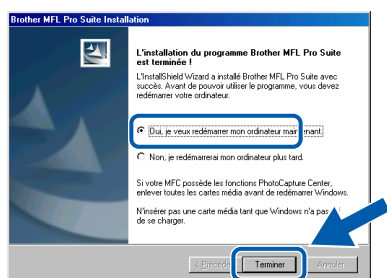 Brother MFL Pro Suite Installation
L'installation du programme Brother MFL Pro Suite
est terminée !
L'InstallShield Wizard a installé Brother MFL Pro Suite avec
succès. Avant de pouvoir utiliser le programme, vous devez
redémarrer votre ordinateur.
Oui, je veux redémarrer mon ordinateur maintenant.
Non, je redémarrerai mon ordinateur plus tard.
Si votre MFC possède les fonctions PhotoCapture Center,
enlever toutes les cartes média avant de redémarrer Windows.
N'insérer pas une carte média tant que Windows n'a pas
de se charger.
< Précéde Terminer Annuler